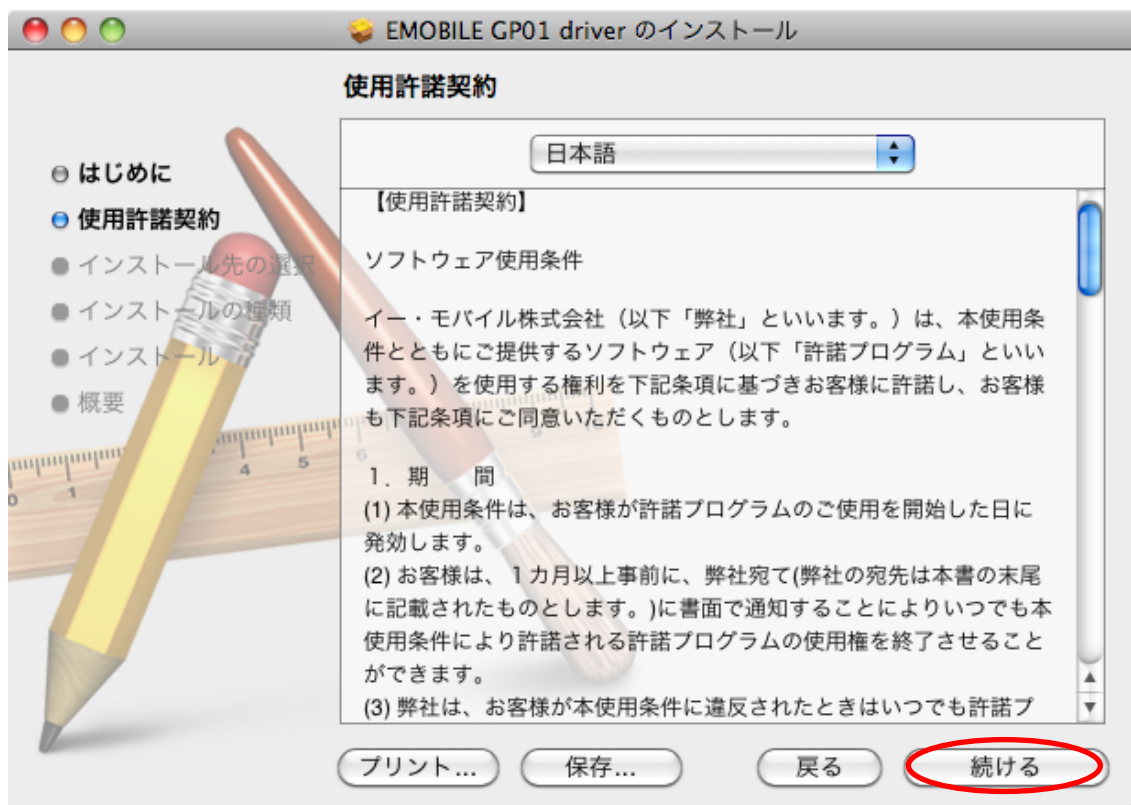 EMOBILE GP01 driver のインストール
使用許諾契約
はじめに
使用許諾契約
インストール先の選択
インストールの種類
インストール
概要
日本語
【使用許諾契約】
ソフトウェア使用条件
イー・モバイル株式会社（以下「弊社」といいます。）は、本使用条
件とともにご提供するソフトウェア（以下「許諾プログラム」といい
ます。）を使用する権利を下記条項に基づきお客様に許諾し、お客様
も下記条項にご同意いただくものとします。
1．期　　間
(1) 本使用条件は、お客様が許諾プログラムのご使用を開始した日に
発効します。
(2) お客様は、１カ月以上事前に、弊社宛て(弊社の宛先は本書の末尾
に記載されたものとします。)に書面で通知することによりいつでも本
使用条件により許諾される許諾プログラムの使用権を終了させること
ができます。
(3) 弊社は、お客様が本使用条件に違反されたときはいつでも許諾プ
0 1 4 5 6
プリント... 保存... 戻る 続ける